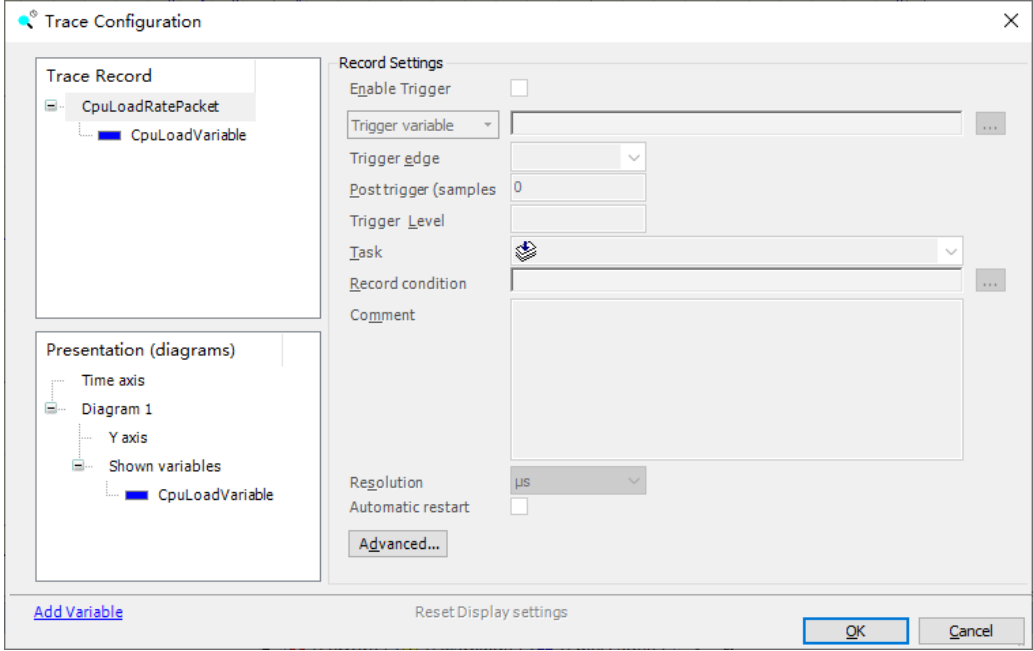 Trace Configuration
Trace Record
CpuLoadRatePacket
CpuLoadVariable
Presentation (diagrams)
Time axis
Diagram 1
Y axis
Shown variables
CpuLoadVariable
Add Variable
Record Settings
Enable Trigger
Trigger variable
...
Trigger edge
Post trigger (samples
0
Trigger Level
Task
Record condition
...
Comment
Resolution
µs
Automatic restart
Advanced...
Reset Display settings
OK
Cancel